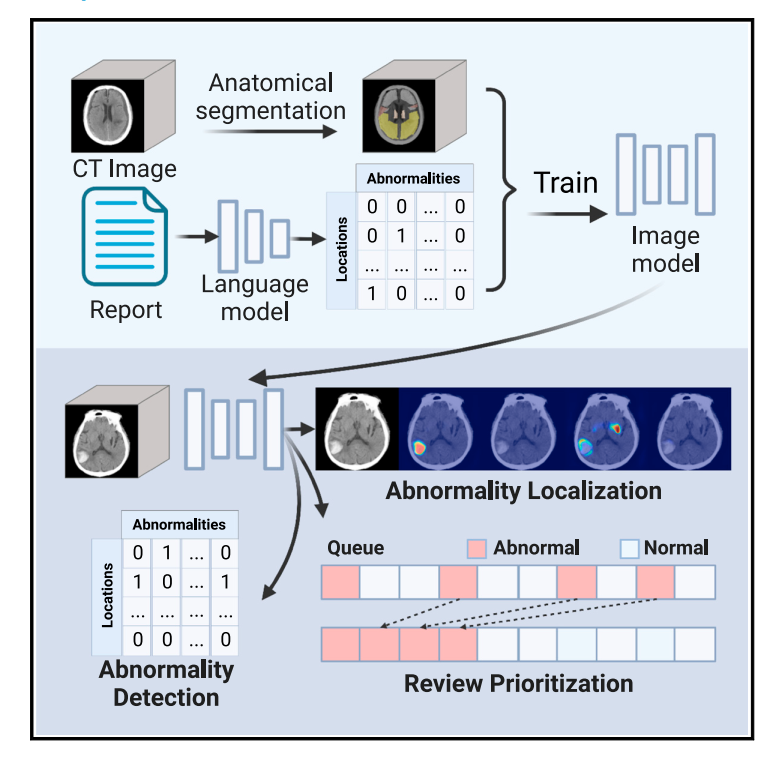 Anatomical
segmentation
CT Image
Report
Language
model
Abnormalities
Locations
0 0 ... 0
0 1 ... 0
... ... ... ...
1 0 ... 0
Train
Image
model
Abnormality Localization
Abnormalities
Locations
0 1 ... 0
1 0 ... 1
... ... ... ...
0 0 ... 0
Abnormality
Detection
Queue Abnormal Normal
Review Prioritization